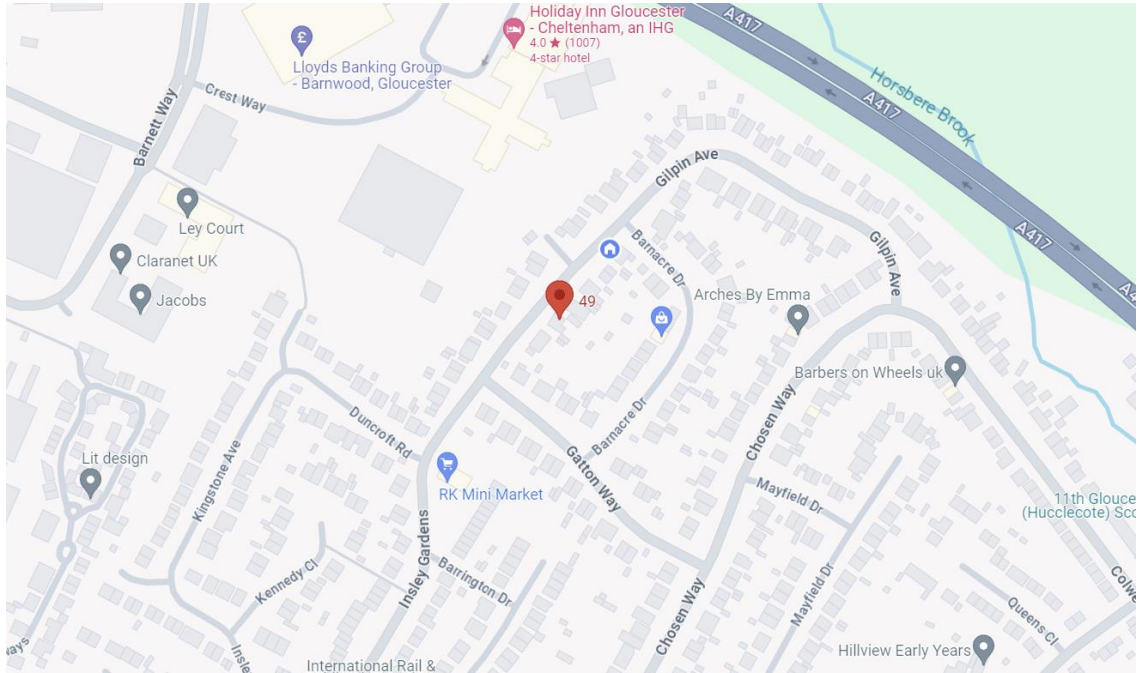 Holiday Inn Gloucester
- Cheltenham, an IHG
4.0 ★ (1007)
4-star hotel
A417
£
Lloyds Banking Group
- Barnwood, Gloucester
Crest Way
Barnett Way
Horsbere Brook
A417
Gilpin Ave
Ley Court
Barnacre Dr
Gilpin Ave
A417
Claranet UK
Jacobs
49
Arches By Emma
Barbers on Wheels uk
Duncroft Rd
Barnacre Dr
Chosen Way
Gatton Way
Lit design
Kingstone Ave
RK Mini Market
Mayfield Dr
11th Glouce
(Hucclecote) Sco
Insley Gardens
Barrington Dr
Kennedy Cl
Chosen Way
Mayfield Dr
Queens Cl
Colwe
ays
Insle
Hillview Early Years
International Rail &